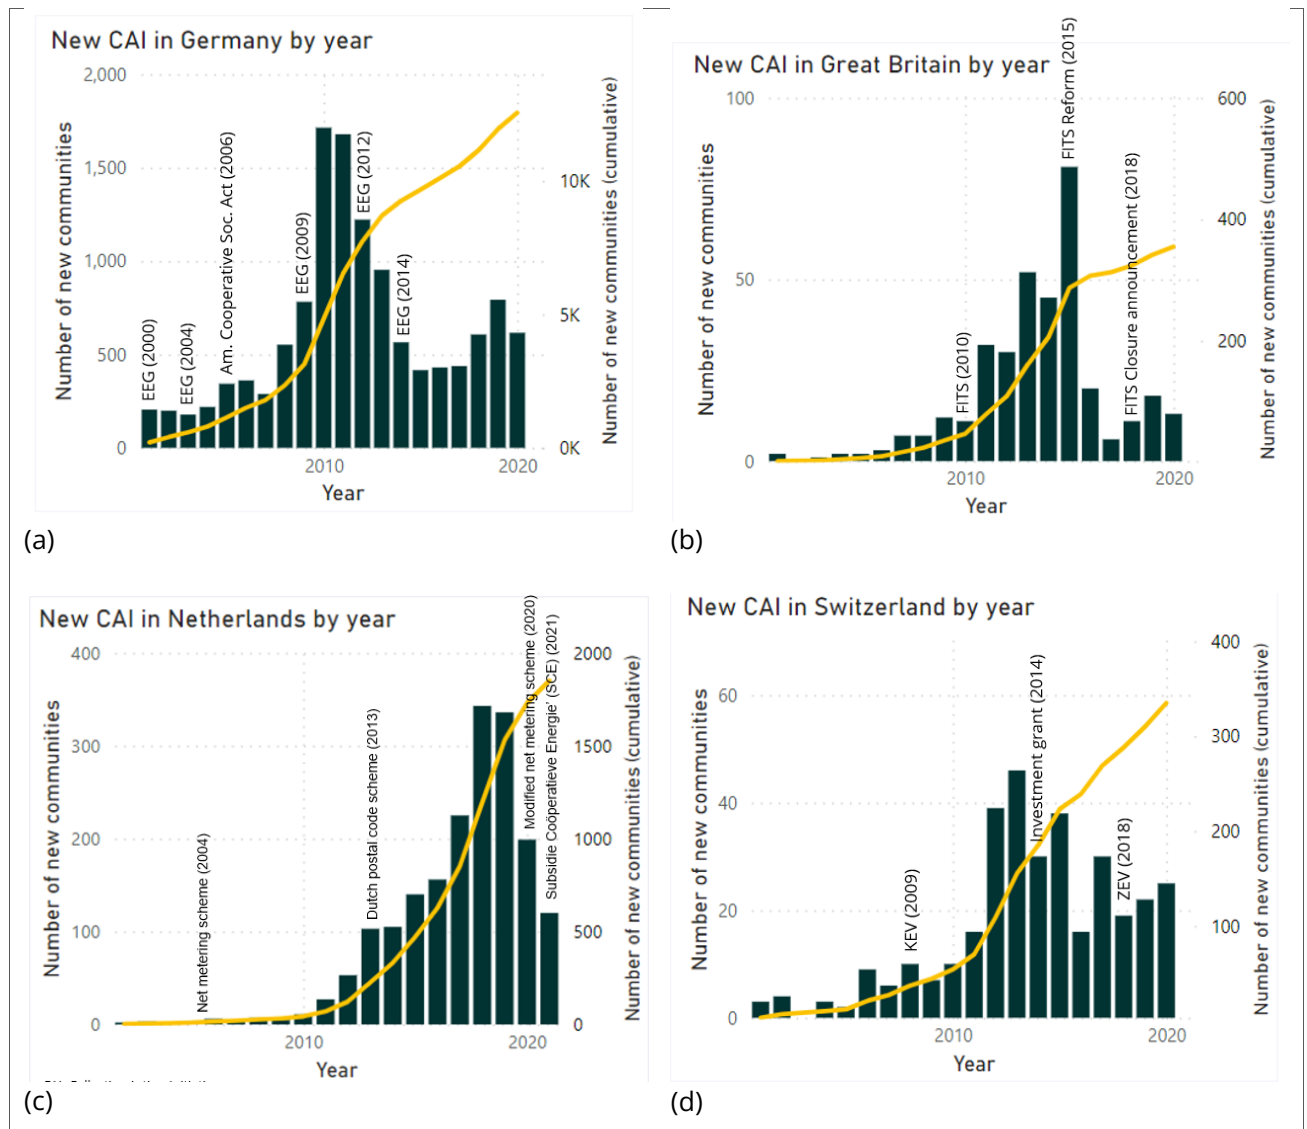 New CAI in Germany by year
Number of new communities
2,000
1,500
1,000
500
0
EEG (2000)
EEG (2004)
Am. Cooperative Soc. Act (2006)
EEG (2009)
EEG (2012)
EEG (2014)
10K
5K
0K
Number of new communities (cumulative)
2010
2020
Year
(a)
New CAI in Great Britain by year
Number of new communities
100
50
0
FITS (2010)
FITS Reform (2015)
FITS Closure announcement (2018)
600
400
200
Number of new communities (cumulative)
2010
2020
Year
(b)
New CAI in Netherlands by year
Number of new communities
400
300
200
100
0
Net metering scheme (2004)
Dutch postal code scheme (2013)
Modified net metering scheme (2020)
Subsidie Coöperatieve Energie' (SCE) (2021)
2000
1500
1000
500
0
Number of new communities (cumulative)
2010
2020
Year
(c)
New CAI in Switzerland by year
Number of new communities
60
40
20
0
KEV (2009)
Investment grant (2014)
ZEV (2018)
400
300
200
100
Number of new communities (cumulative)
2010
2020
Year
(d)